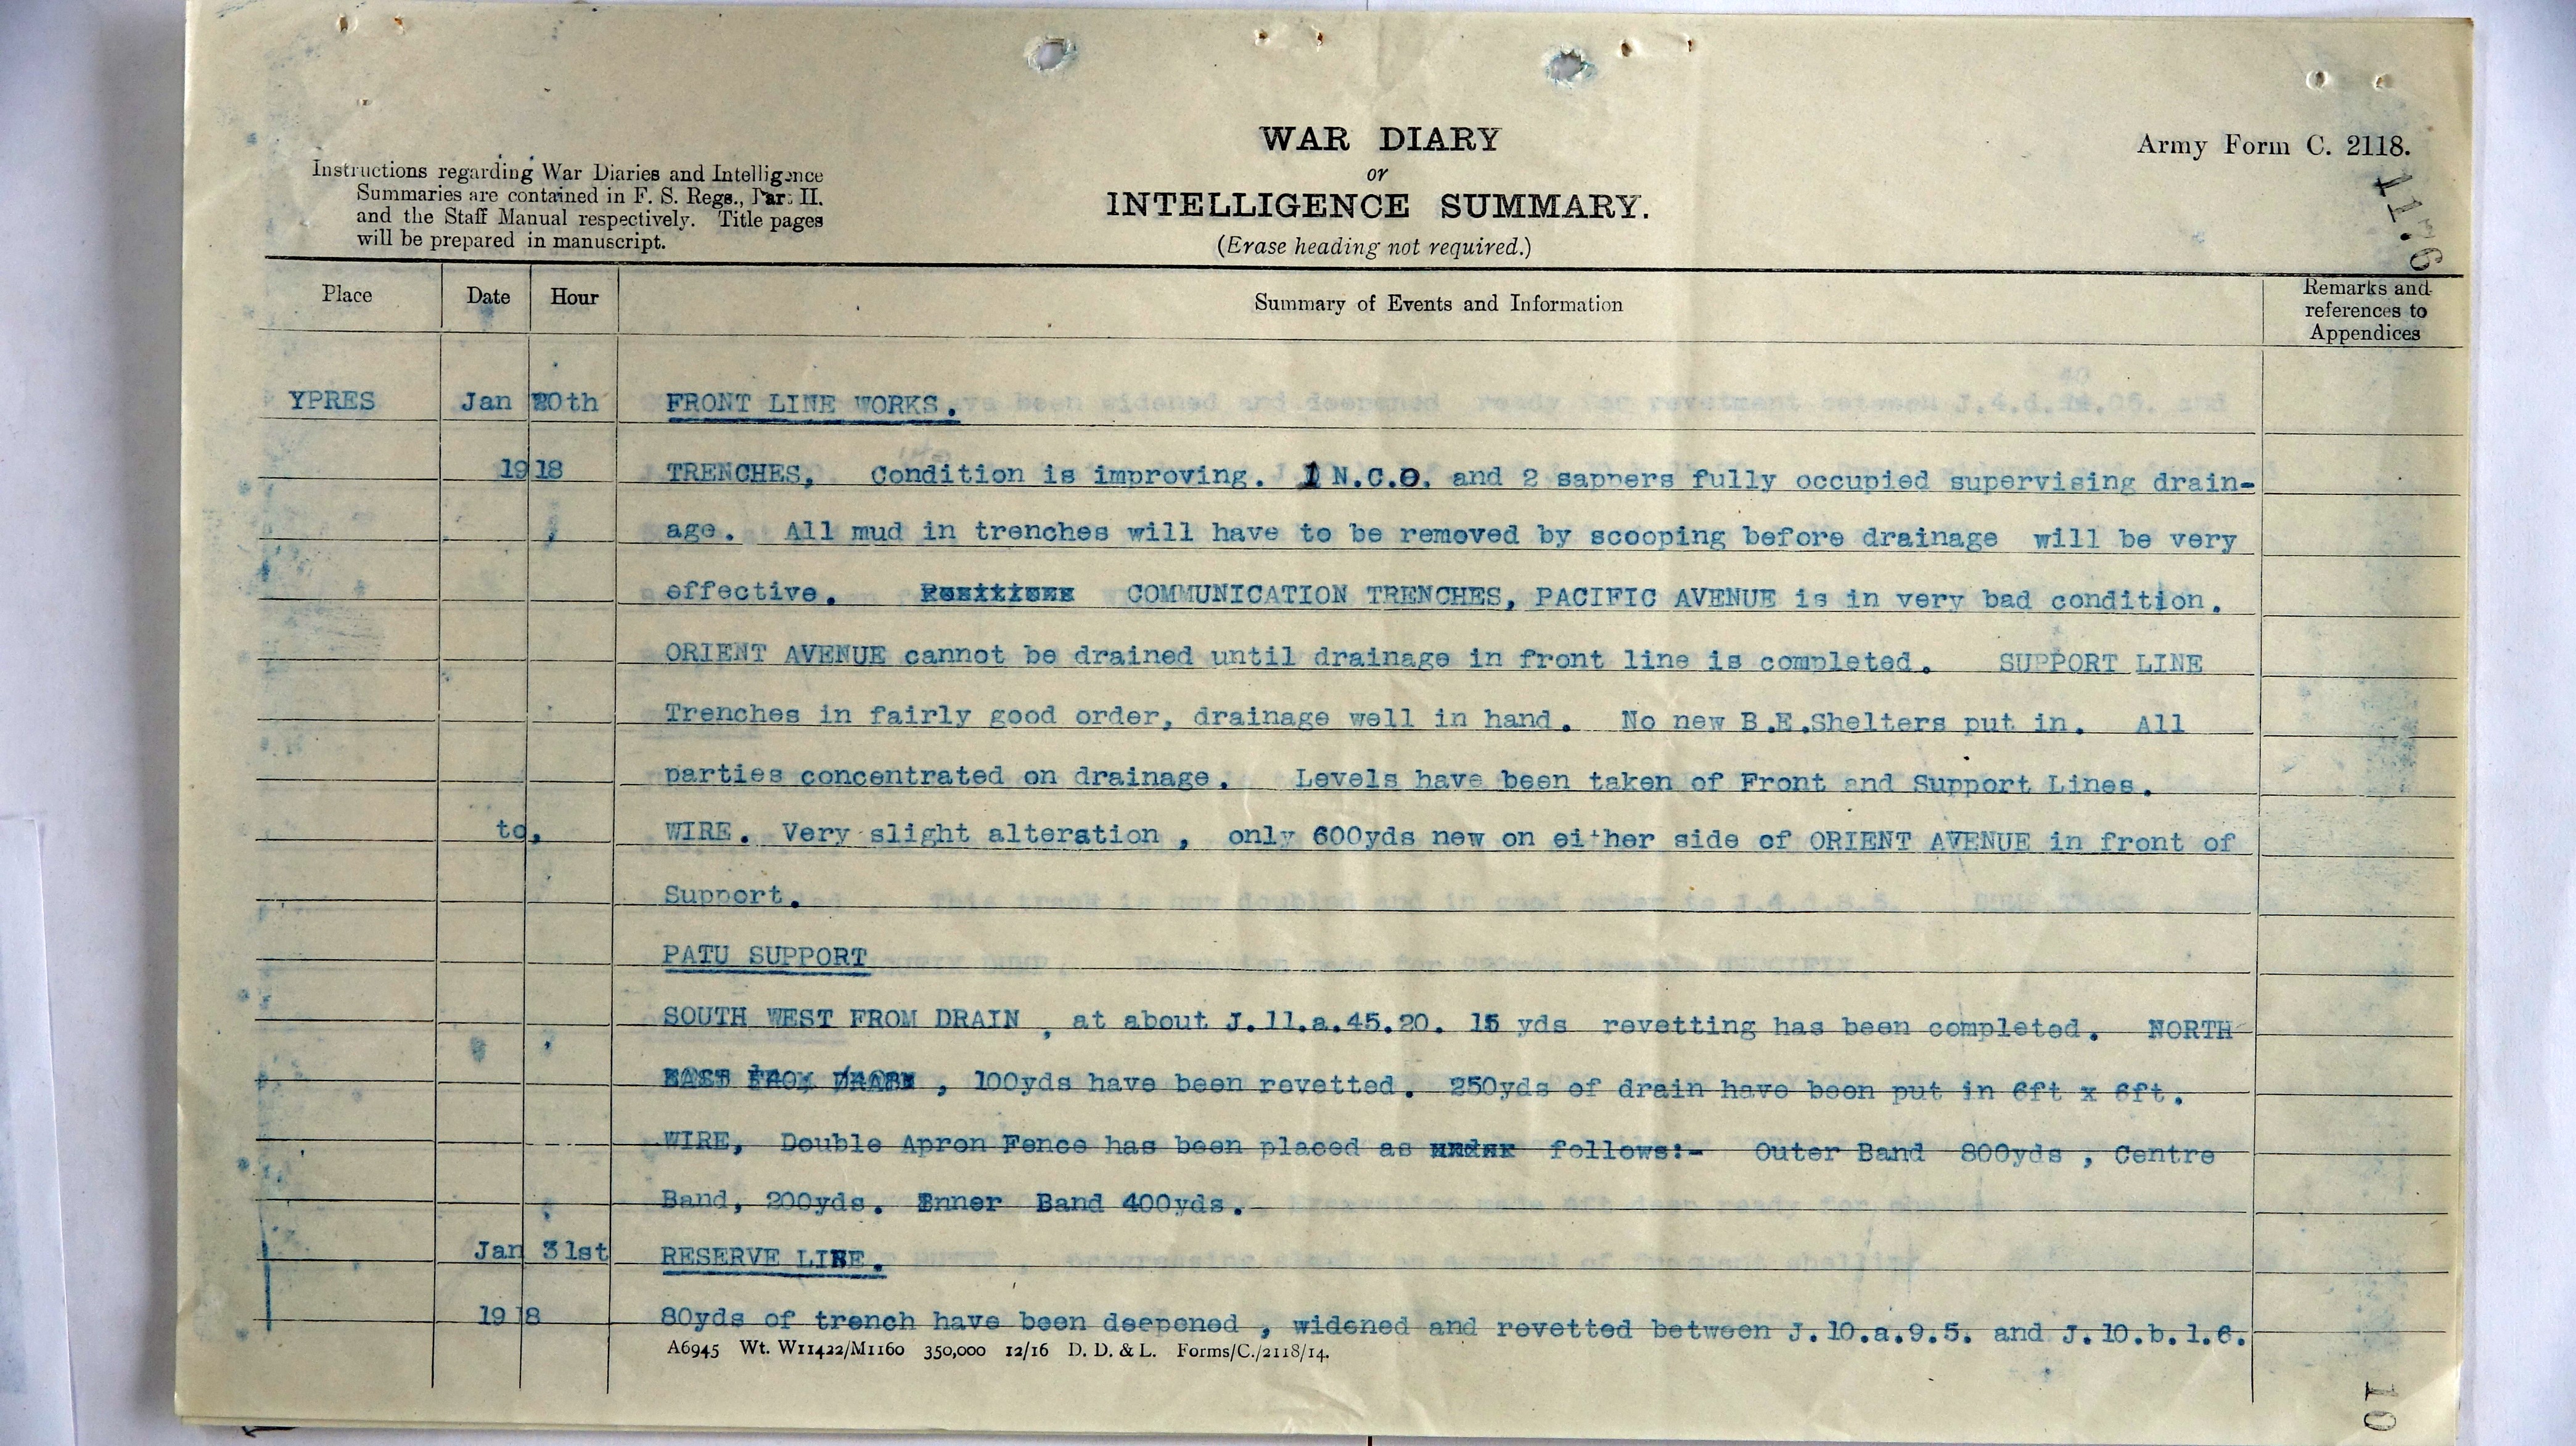 WAR DIARY
or
INTELLIGENCE SUMMARY.
(Erase heading not required.)
Army Form C. 2118.
Instructions regarding War Diaries and Intelligence
Summaries are contained in F. S. Regs., Part II.
and the Staff Manual respectively. Title pages
will be prepared in manuscript.
Place Date Hour Summary of Events and Information Remarks and references to Appendices
YPRES Jan 20th FRONT LINE WORKS.
1918 TRENCHES, Condition is improving. 1 N.C.O. and 2 sappers fully occupied supervising drain-
age. All mud in trenches will have to be removed by scooping before drainage will be very
effective. COMMUNICATION TRENCHES, PACIFIC AVENUE is in very bad condition.
ORIENT AVENUE cannot be drained until drainage in front line is completed. SUPPORT LINE
Trenches in fairly good order, drainage well in hand. No new B.E.Shelters put in. All
parties concentrated on drainage. Levels have been taken of Front and Support Lines.
to, WIRE. Very slight alteration , only 600yds new on either side of ORIENT AVENUE in front of
Support.
PATU SUPPORT
SOUTH WEST FROM DRAIN , at about J.11.a.45.20. 15 yds revetting has been completed. NORTH
EAST FROM DRAIN , 100yds have been revetted. 250yds of drain have been put in 6ft x 6ft.
WIRE, Double Apron Fence has been placed as follows:- Outer Band 800yds , Centre
Band, 200yds. Inner Band 400yds.
Jan 31st RESERVE LINE.
1918 80yds of trench have been deepened , widened and revetted between J.10.a.9.5. and J.10.b.1.6.
A6945 Wt. W11422/M1160 350,000 12/16 D. D. & L. Forms/C./2118/14.
10